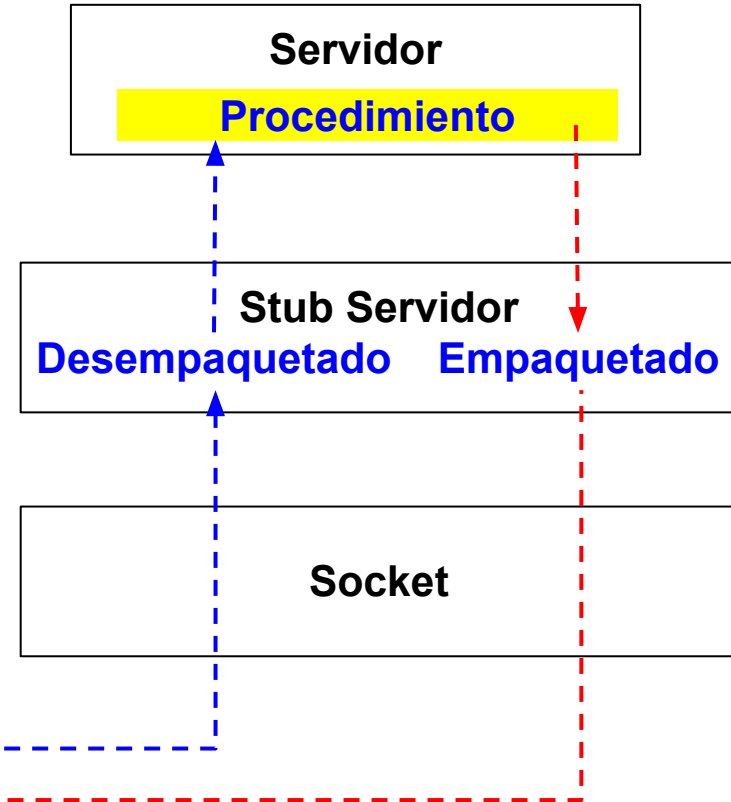 Servidor
Procedimiento
Stub Servidor
Desempaquetado Empaquetado
Socket